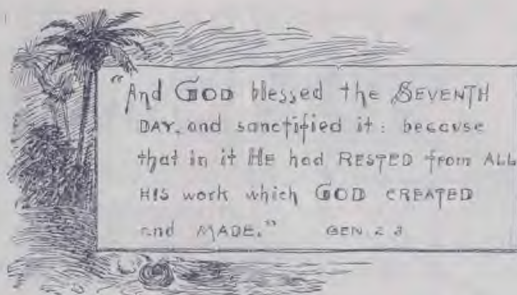 "And GOD blessed the SEVENTH
DAY, and sanctified it: because
that in it HE had RESTED from ALL
HIS work which GOD CREATED
and MADE." GEN. 2 3